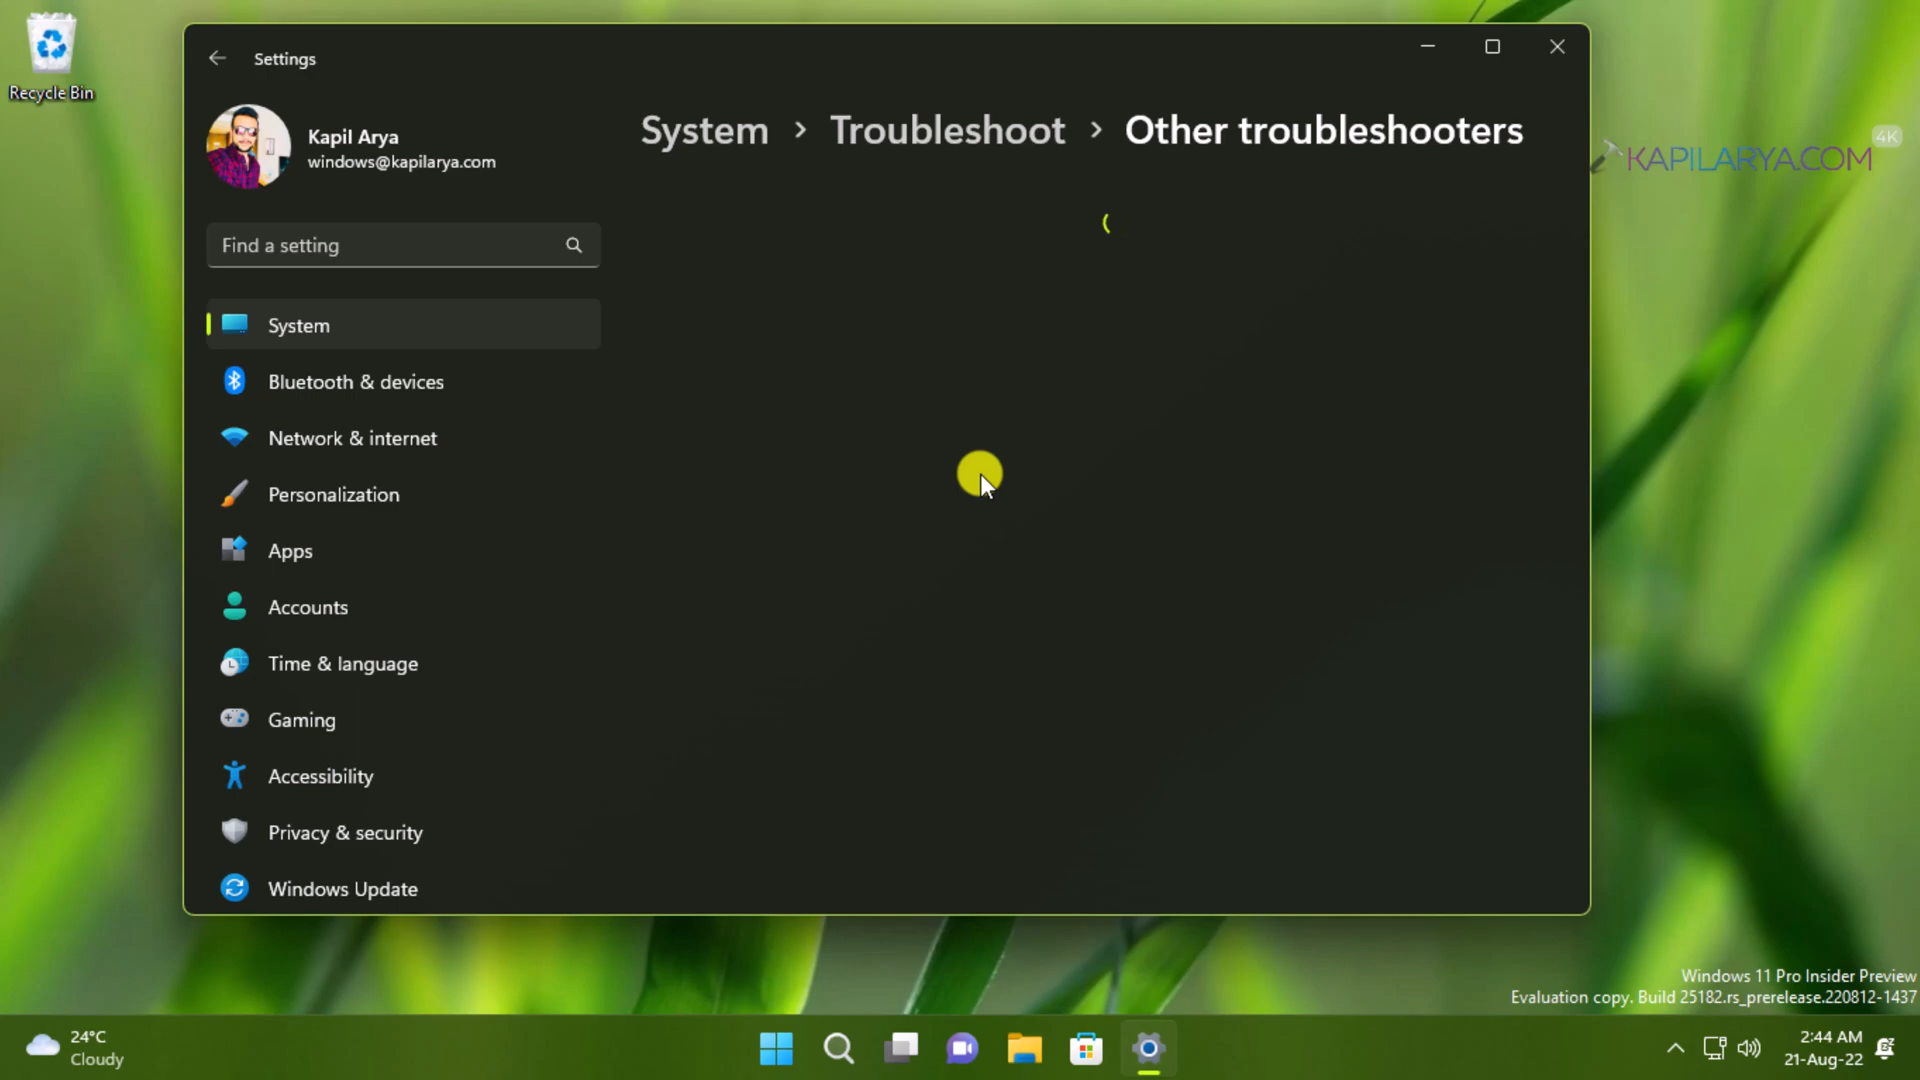 Recycle Bin
Settings
Kapil Arya
windows@kapilarya.com
Find a setting
System
Bluetooth & devices
Network & internet
Personalization
Apps
Accounts
Time & language
Gaming
Accessibility
Privacy & security
Windows Update
System > Troubleshoot > Other troubleshooters
4K
KAPILARYA.COM
Windows 11 Pro Insider Preview
Evaluation copy. Build 25182.rs_prerelease.220812-1437
24°C
Cloudy
2:44 AM
21-Aug-22